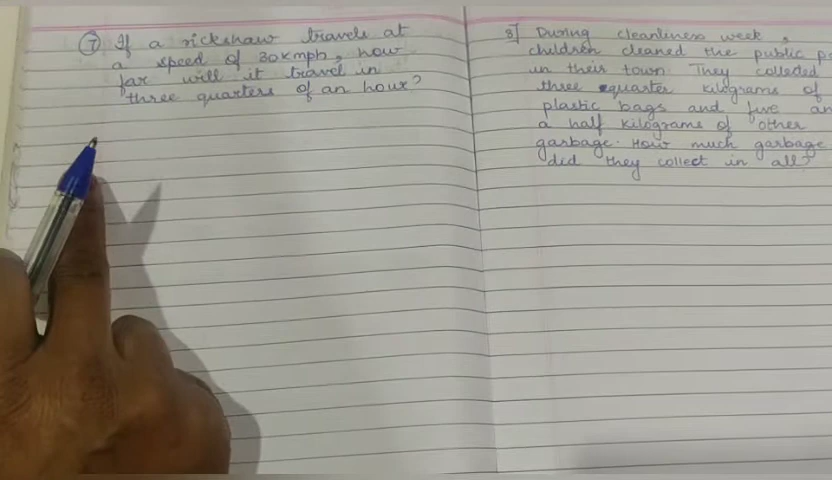 7 If a rickshaw travels at
a speed of 30kmph, how
far will it travel in
three quarters of an hour?
8] During cleanliness week,
children cleaned the public
in their town. They collected
three quarter kilograms of
plastic bags and five an
a half kilograms of other
garbage. How much garbage
did they collect in all?